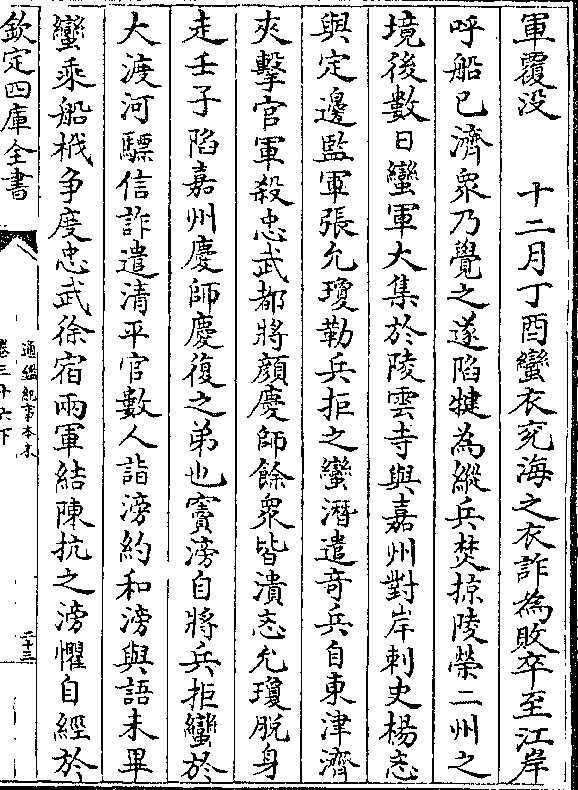 軍覆没　十二月丁酉蠻衣兖海之衣詐為敗卒至江岸
呼船已濟衆乃覺之遂陷犍為縱兵焚掠陵榮二州之
境後數日蠻軍大集於陵雲寺與嘉州對岸刺史楊忞
與定邊監軍張允瓊勒兵拒之蠻潛遣竒兵自東津濟
夾擊官軍殺忠武都將顔慶師餘衆皆潰忞允瓊脱身
走壬子陷嘉州慶師慶復之弟也竇滂自將兵拒蠻於
大渡河驃信詐遣清平官數人詣滂約和滂與語未畢
蠻乘船栰争度忠武徐宿兩軍結陳抗之滂懼自經於
欽定四庫全書
通鑑紀事本末
卷三十六下
二十三